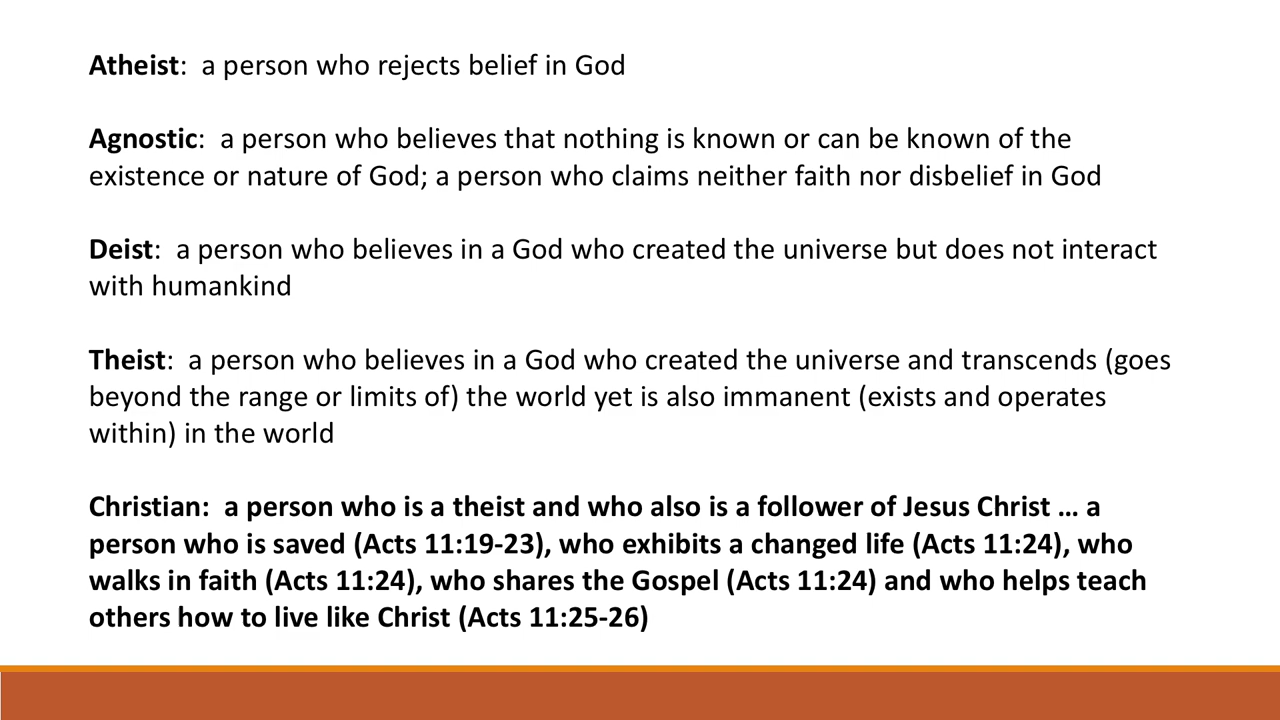 Atheist:  a person who rejects belief in God
Agnostic:  a person who believes that nothing is known or can be known of the
existence or nature of God; a person who claims neither faith nor disbelief in God
Deist:  a person who believes in a God who created the universe but does not interact
with humankind
Theist:  a person who believes in a God who created the universe and transcends (goes
beyond the range or limits of) the world yet is also immanent (exists and operates
within) in the world
Christian:  a person who is a theist and who also is a follower of Jesus Christ … a
person who is saved (Acts 11:19-23), who exhibits a changed life (Acts 11:24), who
walks in faith (Acts 11:24), who shares the Gospel (Acts 11:24) and who helps teach
others how to live like Christ (Acts 11:25-26)